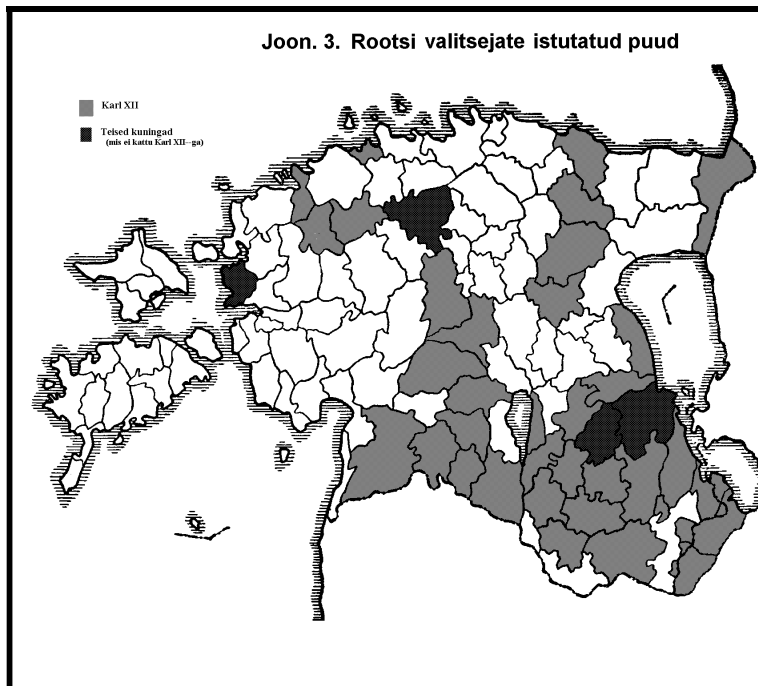 Joon. 3. Rootsi valitsejate istutatud puud
Karl XII
Teised kuningad
(mis ei kattu Karl XII--ga)